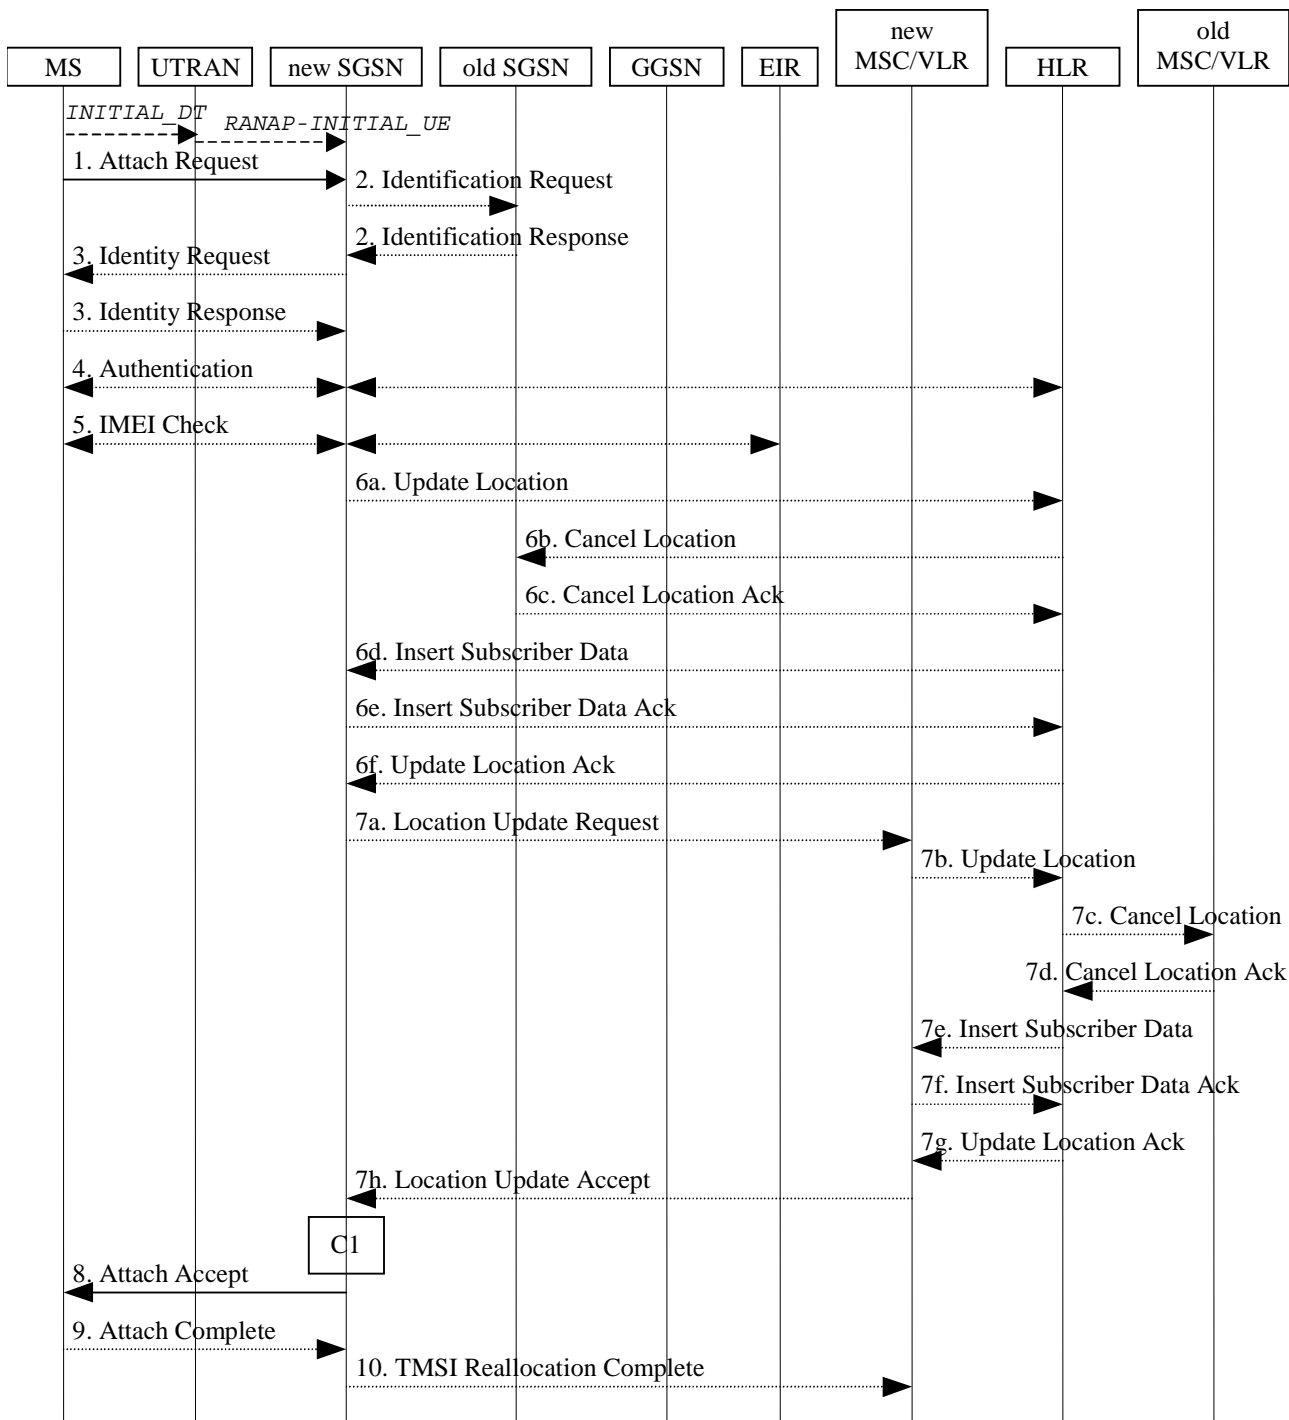 new
old
MSC/VLR
MSC/VLR
MS
UTRAN
new SGSN
old SGSN
GGSN
EIR
HLR
INITIAL_DT
RANAP-INITIAL_UE
1. Attach Request
2. Identification Request
2. Identification Response
3. Identity Request
3. Identity Response
4. Authentication
5. IMEI Check
6a. Update Location
6b. Cancel Location
6c. Cancel Location Ack
6d. Insert Subscriber Data
6e. Insert Subscriber Data Ack
6f. Update Location Ack
7a. Location Update Request
7b. Update Location
7c. Cancel Location
7d. Cancel Location Ack
7e. Insert Subscriber Data
7f. Insert Subscriber Data Ack
7g. Update Location Ack
7h. Location Update Accept
C1
8. Attach Accept
9. Attach Complete
10. TMSI Reallocation Complete